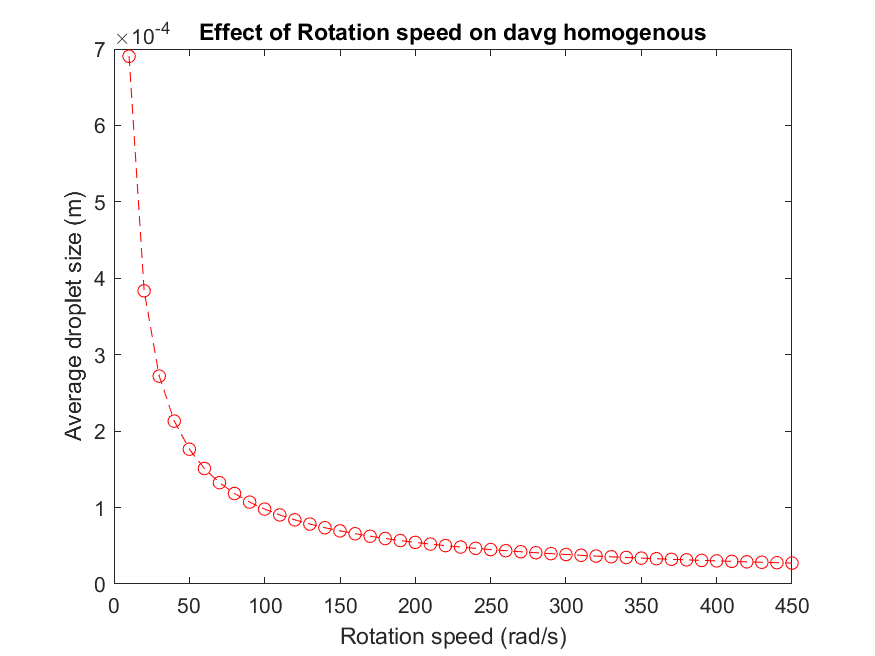 Effect of Rotation speed on davg homogenous
×10-4
7
6
5
4
3
2
1
0
Average droplet size (m)
0 50 100 150 200 250 300 350 400 450
Rotation speed (rad/s)